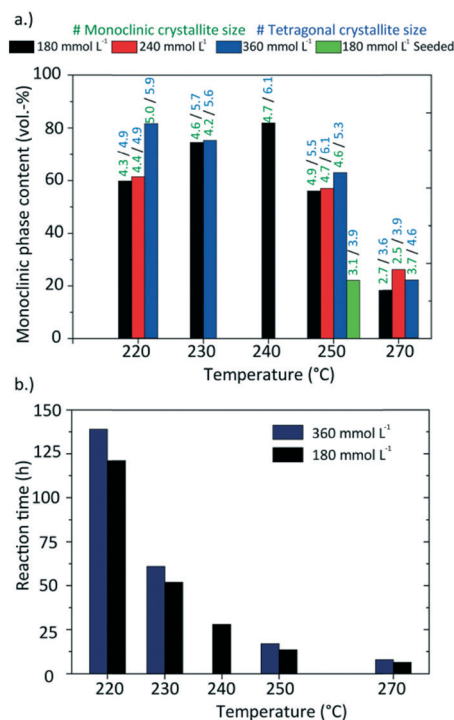 a.)
# Monoclinic crystallite size # Tetragonal crystallite size
180 mmol L⁻¹ 240 mmol L¹ 360 mmol L⁻¹ 180 mmol L¹ Seeded
Monoclinic phase content (vol.-%)
100
80
60
40
20
0
4.3 / 4.9
4.4 / 4.9
5.0 / 5.9
4.6 / 5.7
4.2 / 5.6
4.7 / 6.1
4.9 / 5.5
4.7 / 6.1
4.6 / 5.3
3.1 / 3.9
2.7 / 3.6
2.5 / 3.9
3.7 / 4.6
220 230 240 250 270
Temperature (°C)
b.)
Reaction time (h)
150
125
100
75
50
25
0
360 mmol L⁻¹
180 mmol L⁻¹
220 230 240 250 270
Temperature (°C)